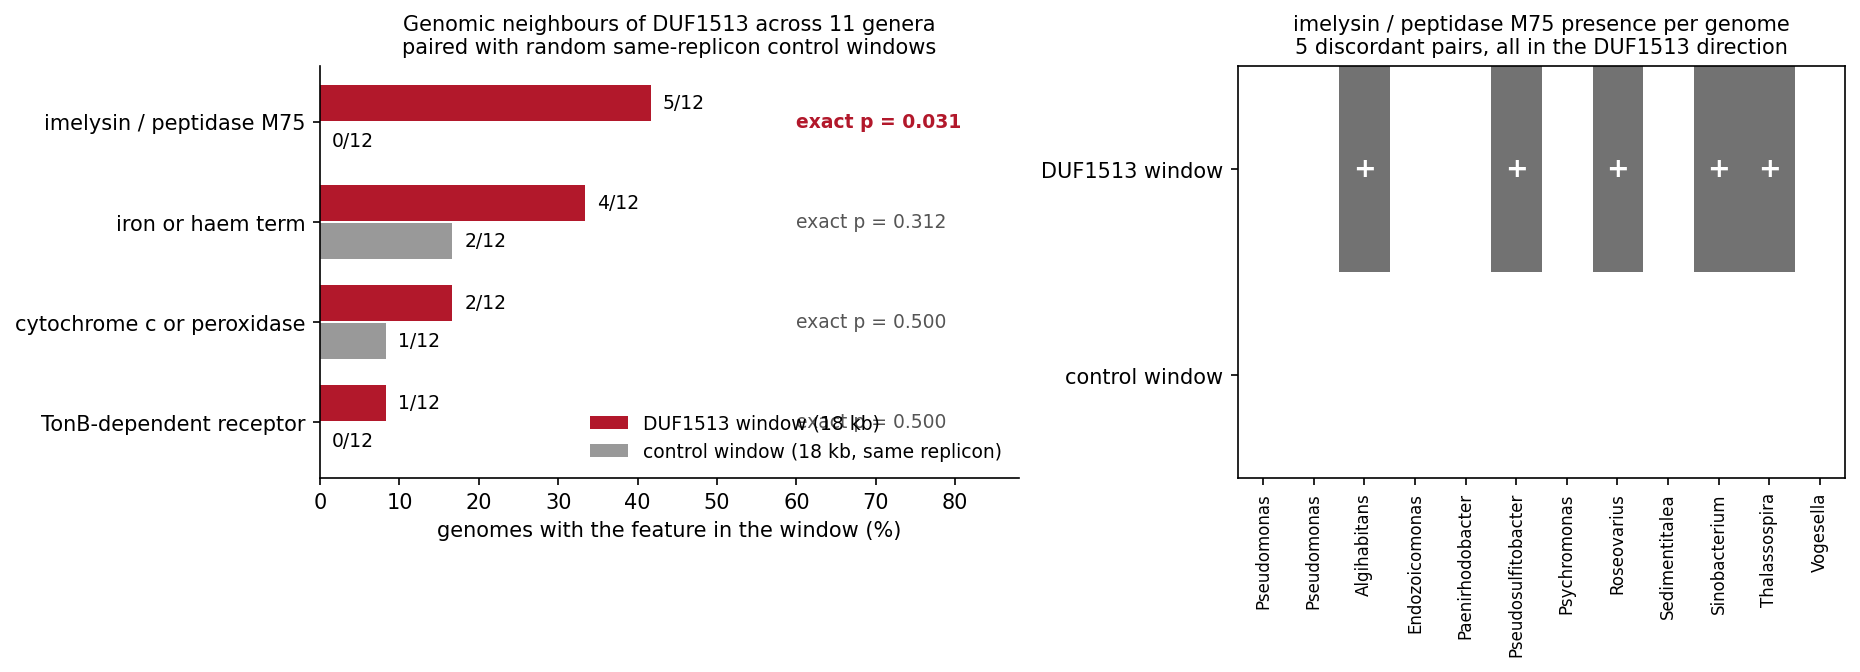 Genomic neighbours of DUF1513 across 11 genera
paired with random same-replicon control windows
imelysin / peptidase M75
5/12
0/12
exact p = 0.031
iron or haem term
4/12
2/12
exact p = 0.312
cytochrome c or peroxidase
2/12
1/12
exact p = 0.500
TonB-dependent receptor
1/12
0/12
exact p = 0.500
DUF1513 window (18 kb)
control window (18 kb, same replicon)
0 10 20 30 40 50 60 70 80
genomes with the feature in the window (%)
imelysin / peptidase M75 presence per genome
5 discordant pairs, all in the DUF1513 direction
DUF1513 window
+ + + + +
control window
Pseudomonas
Pseudomonas
Algihabitans
Endozoicomonas
Paenirhodobacter
Pseudosulfitobacter
Psychromonas
Roseovarius
Sedimentitalea
Sinobacterium
Thalassospira
Vogesella